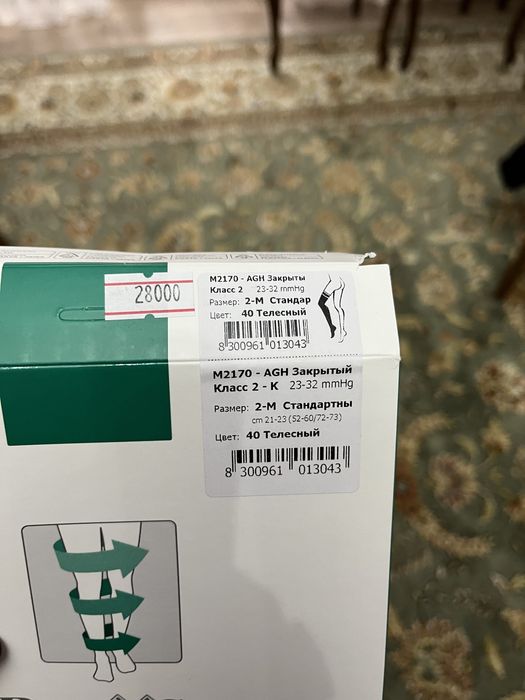 28000
M2170 - AGH Закрыты
Класс 2 23-32 mmHg
Размер: 2-M Стандар
Цвет: 40 Телесный
8 300961 013043
M2170 - AGH Закрытый
Класс 2 - K 23-32 mmHg
Размер: 2-M Стандартны
cm 21-23 (52-60/72-73)
Цвет: 40 Телесный
8 300961 013043